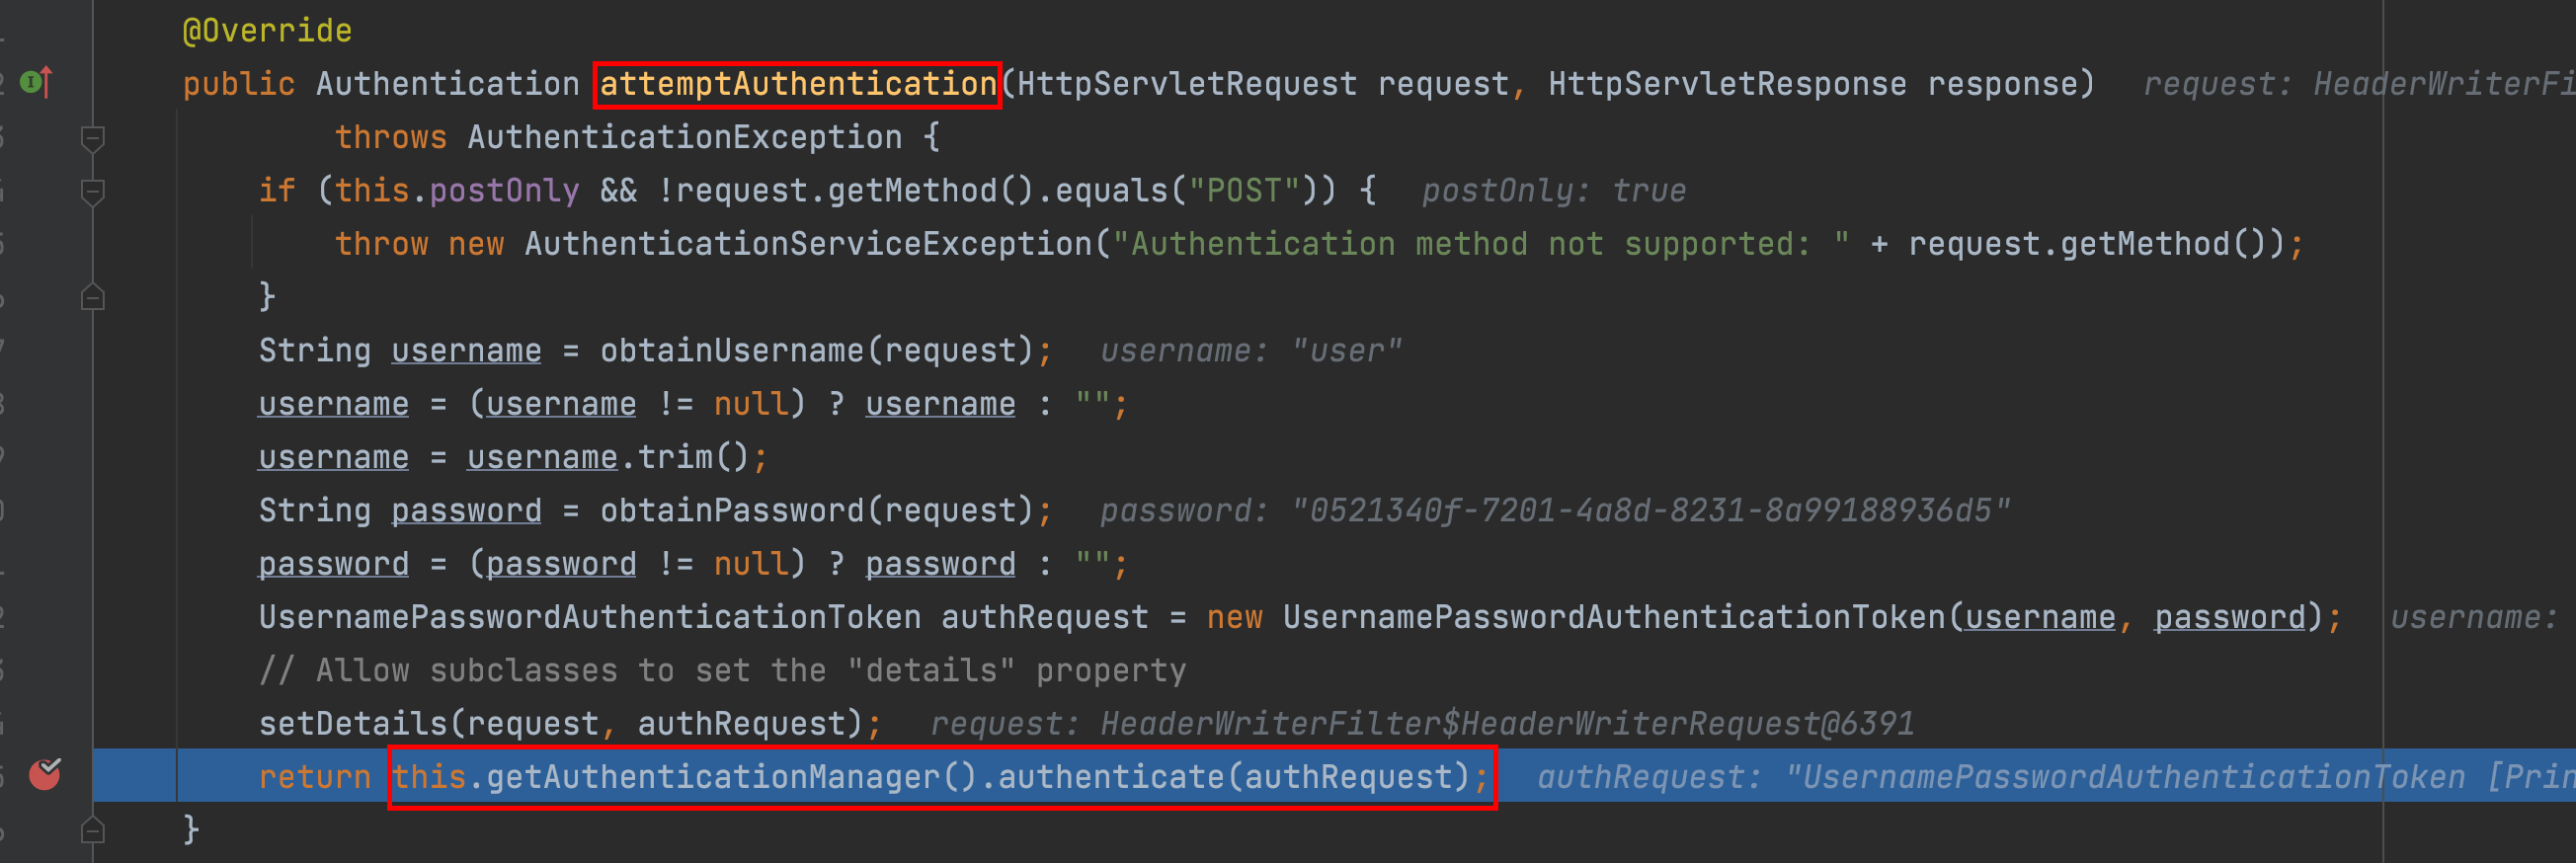 @Override
public Authentication attemptAuthentication(HttpServletRequest request, HttpServletResponse response) request: HeaderWriterFi
throws AuthenticationException {
if (this.postOnly && !request.getMethod().equals("POST")) { postOnly: true
throw new AuthenticationServiceException("Authentication method not supported: " + request.getMethod());
}
String username = obtainUsername(request); username: "user"
username = (username != null) ? username : "";
username = username.trim();
String password = obtainPassword(request); password: "0521340f-7201-4a8d-8231-8a99188936d5"
password = (password != null) ? password : "";
UsernamePasswordAuthenticationToken authRequest = new UsernamePasswordAuthenticationToken(username, password); username:
// Allow subclasses to set the "details" property
setDetails(request, authRequest); request: HeaderWriterFilter$HeaderWriterRequest@6391
return this.getAuthenticationManager().authenticate(authRequest); authRequest: "UsernamePasswordAuthenticationToken [Prin
}